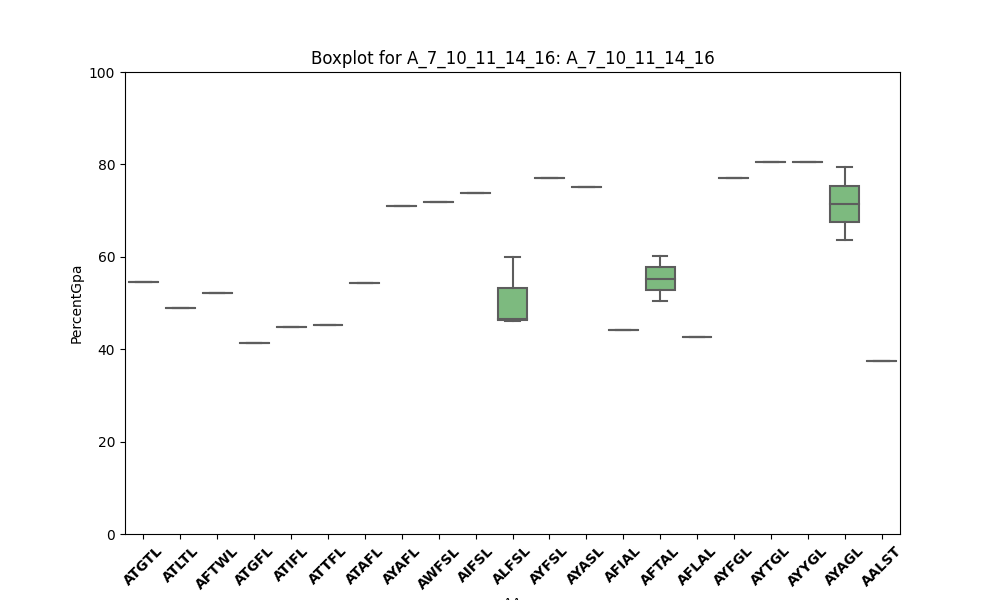 Boxplot for A_7_10_11_14_16: A_7_10_11_14_16
PercentGpa
100
80
60
40
20
0
ATGTL
ATLTL
AFTWL
ATGFL
ATIFL
ATTFL
ATAFL
AYAFL
AWFSL
AIFSL
ALFSL
AYFSL
AYASL
AFIAL
AFTAL
AFLAL
AYFGL
AYTGL
AYYGL
AYAGL
AALST